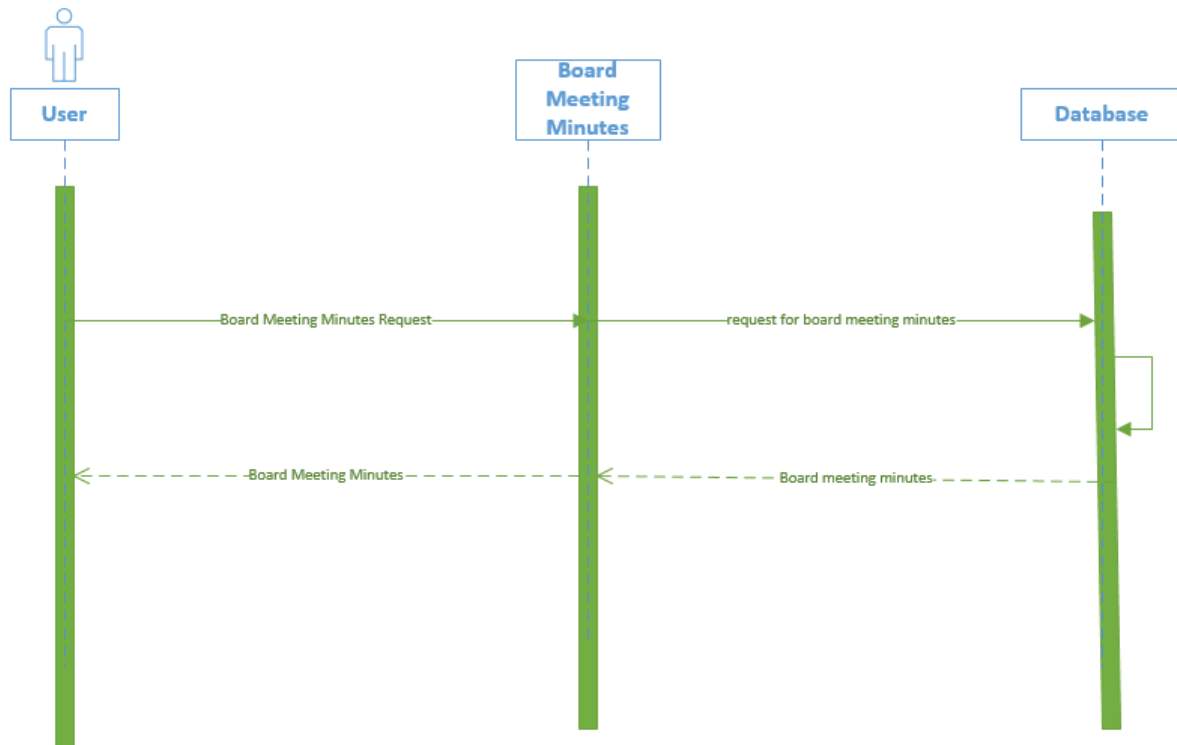 User
Board
Meeting
Minutes
Database
Board Meeting Minutes Request
request for board meeting minutes
Board Meeting Minutes
Board meeting minutes